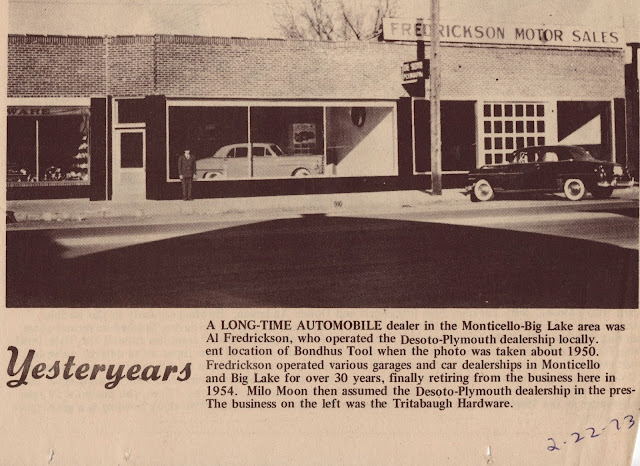 FREDRICKSON MOTOR SALES
DE SOTO
PLYMOUTH
WARE
Yesteryears
A LONG-TIME AUTOMOBILE dealer in the Monticello-Big Lake area was
Al Fredrickson, who operated the Desoto-Plymouth dealership locally.
ent location of Bondhus Tool when the photo was taken about 1950.
Fredrickson operated various garages and car dealerships in Monticello
and Big Lake for over 30 years, finally retiring from the business here in
1954. Milo Moon then assumed the Desoto-Plymouth dealership in the pres-
The business on the left was the Tritabaugh Hardware.
2-22-73